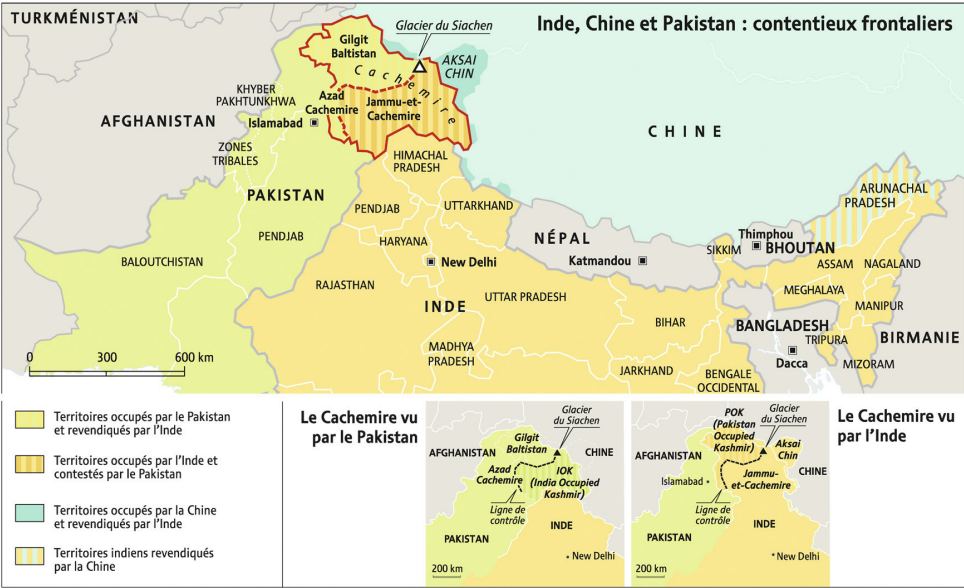 Inde, Chine et Pakistan : contentieux frontaliers
TURKMÉNISTAN
Glacier du Siachen
Gilgit
Baltistan
AKSAI
CHIN
Cachemire
KHYBER
PAKHTUNKHWA
Azad
Cachemire
Jammu-et-
Cachemire
AFGHANISTAN
Islamabad
CHINE
ZONES
TRIBALES
HIMACHAL
PRADESH
PAKISTAN
ARUNACHAL
PRADESH
PENDJAB
UTTARKHAND
PENDJAB
HARYANA
NÉPAL
Thimphou
BHOUTAN
SIKKIM
BALOUTCHISTAN
New Delhi
Katmandou
ASSAM
NAGALAND
RAJASTHAN
MEGHALAYA
INDE
UTTAR PRADESH
MANIPUR
BIHAR
BANGLADESH
TRIPURA
BIRMANIE
MADHYA
PRADESH
Dacca
MIZORAM
JARKHAND
BENGALE
OCCIDENTAL
0 300 600 km
Territoires occupés par le Pakistan
et revendiqués par l'Inde
Territoires occupés par l'Inde et
contestés par le Pakistan
Territoires occupés par la Chine
et revendiqués par l'Inde
Territoires indiens revendiqués
par la Chine
Le Cachemire vu
par le Pakistan
Glacier
du Siachen
Gilgit
Baltistan
AFGHANISTAN
CHINE
Azad
Cachemire
IOK
(India Occupied
Kashmir)
Ligne de
contrôle
PAKISTAN
INDE
New Delhi
200 km
Le Cachemire vu
par l'Inde
POK
(Pakistan
Occupied
Kashmir)
Glacier
du Siachen
AFGHANISTAN
Aksai
Chin
CHINE
Islamabad
Jammu-
et-Cachemire
Ligne de
contrôle
PAKISTAN
INDE
New Delhi
200 km